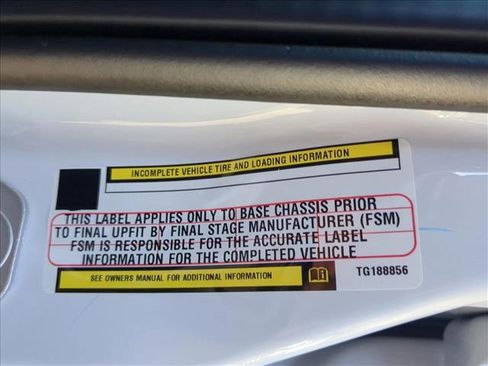 INCOMPLETE VEHICLE TIRE AND LOADING INFORMATION
THIS LABEL APPLIES ONLY TO BASE CHASSIS PRIOR
TO FINAL UPFIT BY FINAL STAGE MANUFACTURER (FSM)
FSM IS RESPONSIBLE FOR THE ACCURATE LABEL
INFORMATION FOR THE COMPLETED VEHICLE
SEE OWNERS MANUAL FOR ADDITIONAL INFORMATION
TG188856